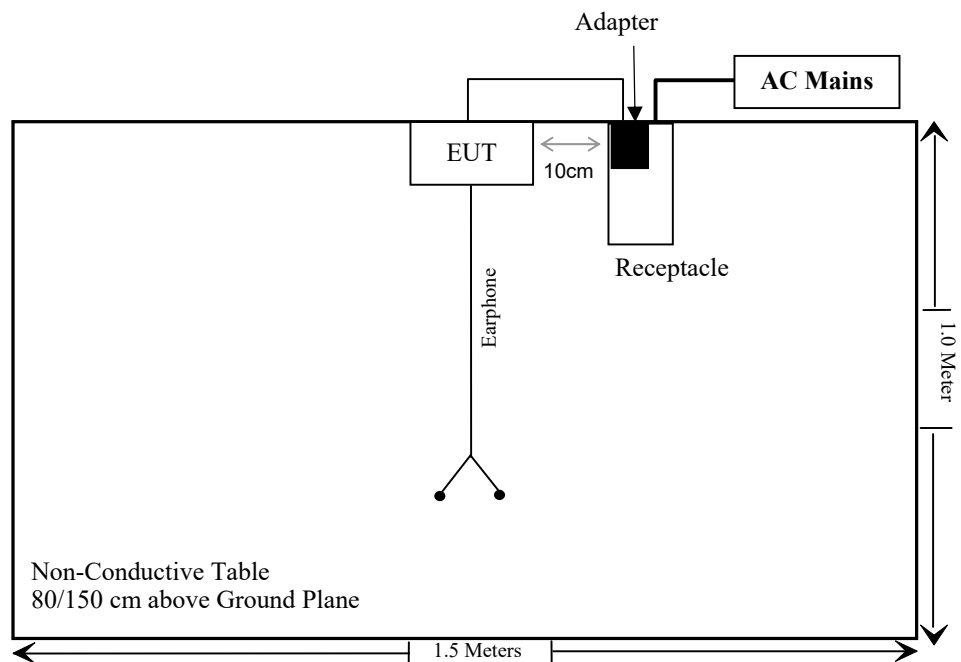 Adapter
AC Mains
EUT
10cm
Receptacle
Earphone
1.0 Meter
Non-Conductive Table
80/150 cm above Ground Plane
1.5 Meters